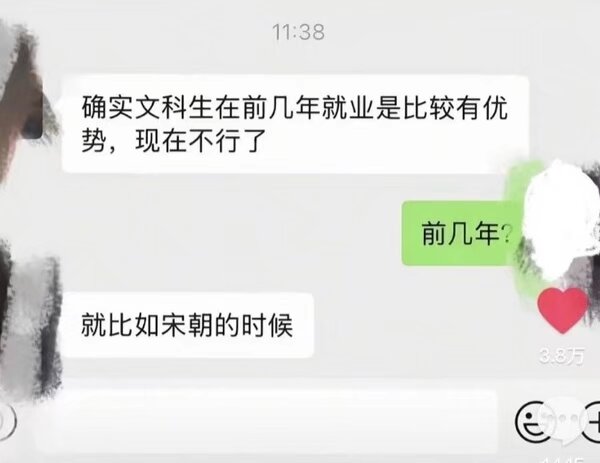 11:38
确实文科生在前几年就业是比较有优
势，现在不行了
前几年?
就比如宋朝的时候
3.8万